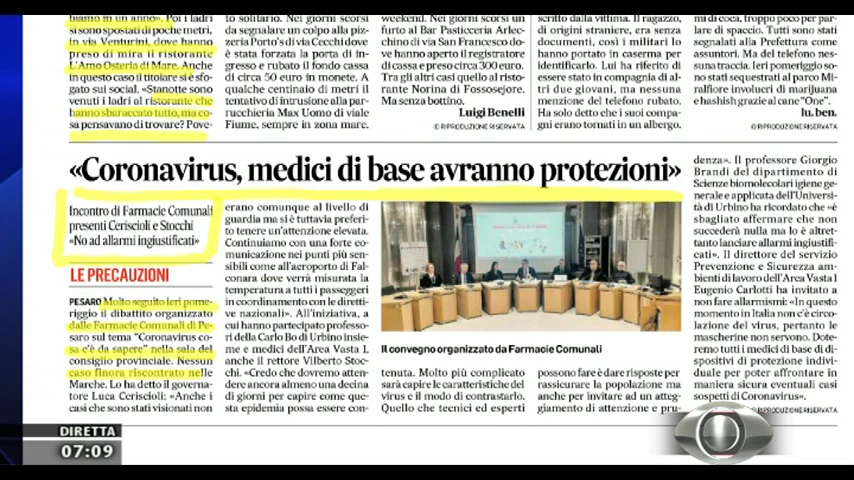 biamo in un anno». Poi i ladri
si sono spostati di poche metri,
in via Venturini, dove hanno
preso di mira il ristorante
L'Amo Osteria di Mare. Anche
in questo caso il titolare si è sfo-
gato sui social. «Stanotte sono
venuti i ladri al ristorante che
hanno sbaraccato tutto, ma co-
sa pensavano di trovare? Pove-
to solitario. Nei giorni scorsi
da segnalare un colpo alla piz-
zeria Porto's di via Cecchi dove
è stata forzata la porta di in-
gresso e rubato il fondo cassa
di circa 50 euro in monete. A
qualche centinaio di metri il
tentativo di intrusione alla par-
rucchieria Max Uomo di viale
Fiume, sempre in zona mare.
weekend. Nei giorni scorsi un
furto al Bar Pasticceria Arlec-
chino di via San Francesco do-
ve hanno aperto il registratore
di cassa e preso circa 300 euro.
Tra gli altri casi quello al risto-
rante Norina di Fossosejore.
Ma senza bottino.
Luigi Benelli
© RIPRODUZIONE RISERVATA
scritto dalla vittima. Il ragazzo,
di origini straniere, era senza
documenti, così i militari lo
hanno portato in caserma per
identificarlo. Lui ha riferito di
essere stato in compagnia di al-
tri due giovani, ma nessuna
menzione del telefono rubato.
Ha solo detto che i suoi compa-
gni erano tornati in un albergo.
mi di coca, troppo poco per par-
lare di spaccio. Tutti sono stati
segnalati alla Prefettura come
assuntori. Dei telefoni nes-
suna traccia. Ieri pomeriggio so-
no stati sequestrati al parco Mi-
ralfiore involucri di marijuana
e hashish grazie al cane "One".
lu. ben.
© RIPRODUZIONE RISERVATA
«Coronavirus, medici di base avranno protezioni»
Incontro di Farmacie Comunali
presenti Ceriscioli e Stocchi
«No ad allarmi ingiustificati»
LE PRECAUZIONI
PESARO Molto seguito ieri pome-
riggio il dibattito organizzato
dalle Farmacie Comunali di Pe-
saro sul tema "Coronavirus co-
sa c'è da sapere" nella sala del
consiglio provinciale. Nessun
caso finora riscontrato nelle
Marche. Lo ha detto il governa-
tore Luca Ceriscioli: «Anche i
casi che sono stati visionati non
erano comunque al livello di
guardia ma si è tuttavia preferi-
to tenere un'attenzione elevata.
Continuiamo con una forte co-
municazione nei punti più sen-
sibili come all'aeroporto di Fal-
conara dove verrà misurata la
temperatura a tutti i passeggeri
in coordinamento con le diretti-
ve nazionali». All'iniziativa, a
cui hanno partecipato professo-
ri della Carlo Bo di Urbino insie-
me e medici dell'Area Vasta 1,
anche il rettore Vilberto Stoc-
chi. «Credo che dovremo atten-
dere ancora almeno una decina
di giorni per capire come que-
sta epidemia possa essere con-
Il convegno organizzato da Farmacie Comunali
tenuta. Molto più complicato
sarà capire le caratteristiche del
virus e il modo di contrastarlo.
Quello che tecnici ed esperti
possono fare è dare risposte per
rassicurare la popolazione ma
anche per invitare ad un atteg-
giamento di attenzione e pru-
denza». Il professore Giorgio
Brandi del dipartimento di
Scienze biomolecolari igiene ge-
nerale e applicata dell'Universi-
tà di Urbino ha ricordato che «è
sbagliato affermare che non
succederà nulla ma lo è altret-
tanto lanciare allarmi ingiustifi-
cati». Il direttore del servizio
Prevenzione e Sicurezza am-
bienti di lavoro dell'Area Vasta 1
Eugenio Carlotti ha invitato a
non fare allarmismi: «In questo
momento in Italia non c'è circo-
lazione del virus, pertanto le
mascherine non servono. Dote-
remo tutti i medici di base di di-
spositivi di protezione indivi-
duale per poter affrontare in
maniera sicura eventuali casi
sospetti di Coronavirus».
© RIPRODUZIONE RISERVATA
DIRETTA
07:09